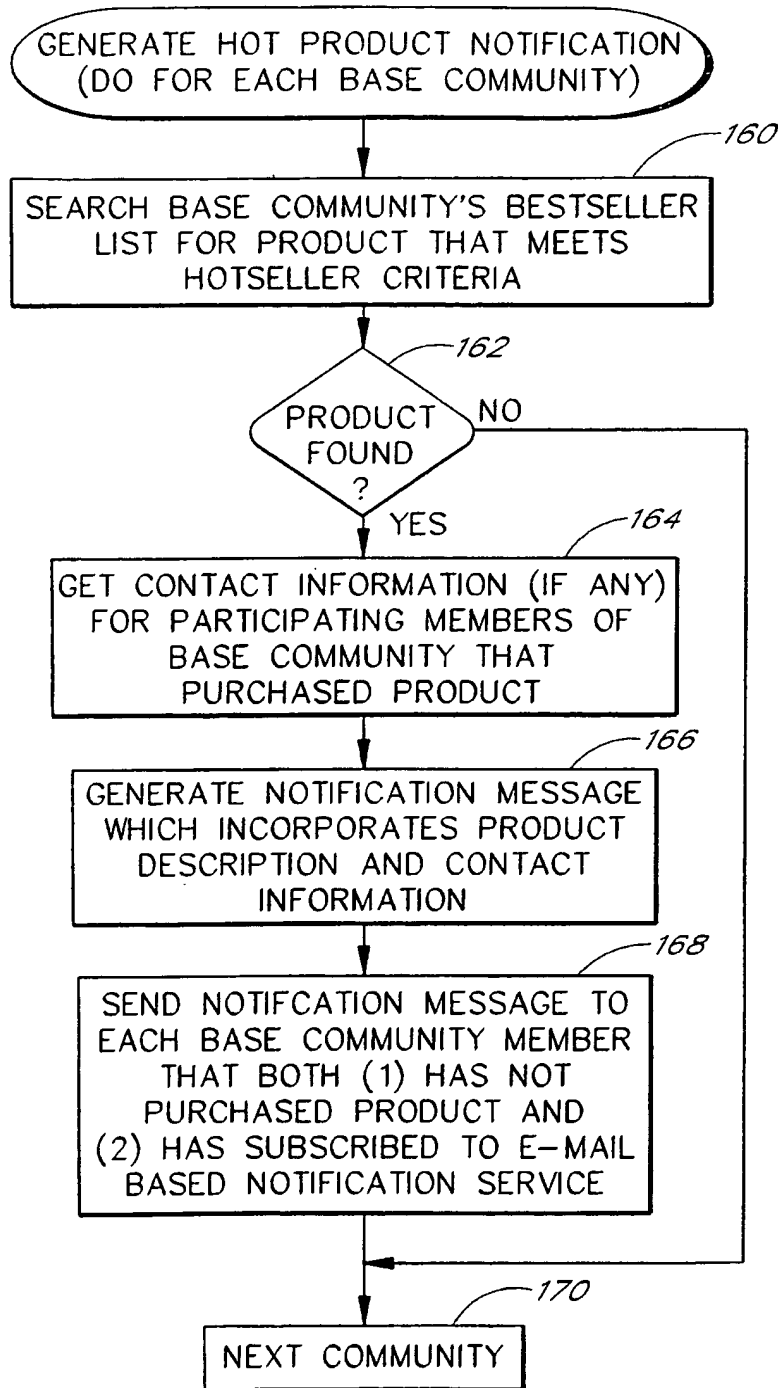 GENERATE HOT PRODUCT NOTIFICATION
(DO FOR EACH BASE COMMUNITY)
160
SEARCH BASE COMMUNITY'S BESTSELLER
LIST FOR PRODUCT THAT MEETS
HOTSELLER CRITERIA
162
PRODUCT
FOUND
?
NO
YES
164
GET CONTACT INFORMATION (IF ANY)
FOR PARTICIPATING MEMBERS OF
BASE COMMUNITY THAT
PURCHASED PRODUCT
166
GENERATE NOTIFICATION MESSAGE
WHICH INCORPORATES PRODUCT
DESCRIPTION AND CONTACT
INFORMATION
168
SEND NOTIFCATION MESSAGE TO
EACH BASE COMMUNITY MEMBER
THAT BOTH (1) HAS NOT
PURCHASED PRODUCT AND
(2) HAS SUBSCRIBED TO E-MAIL
BASED NOTIFICATION SERVICE
170
NEXT COMMUNITY